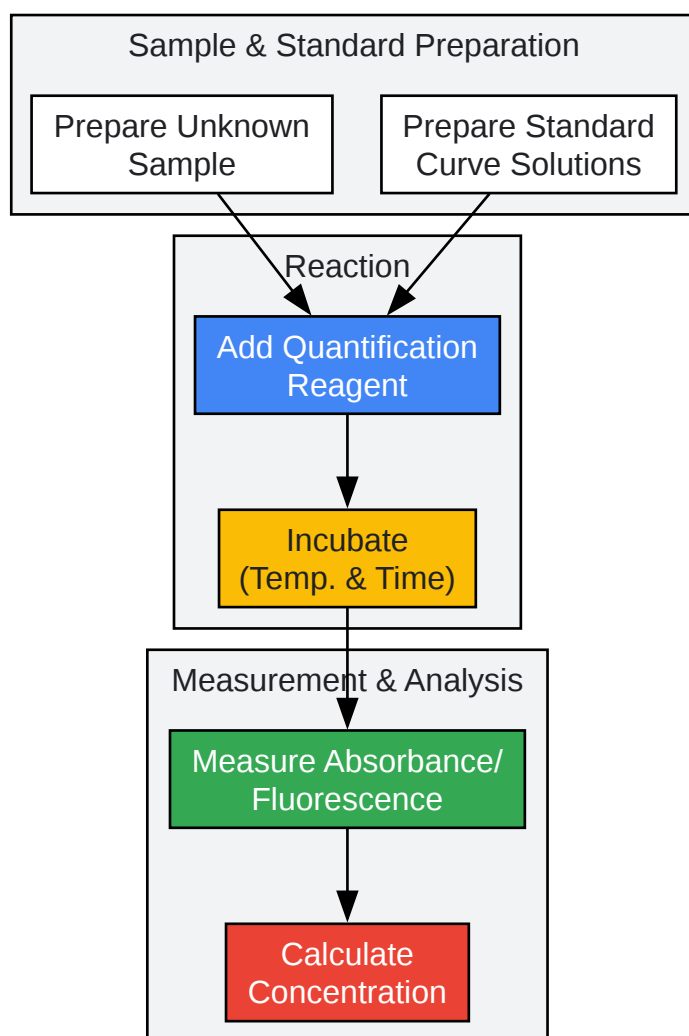 Sample & Standard Preparation
Prepare Unknown
Sample
Prepare Standard
Curve Solutions
Reaction
Add Quantification
Reagent
Incubate
(Temp. & Time)
Measurement & Analysis
Measure Absorbance/
Fluorescence
Calculate
Concentration